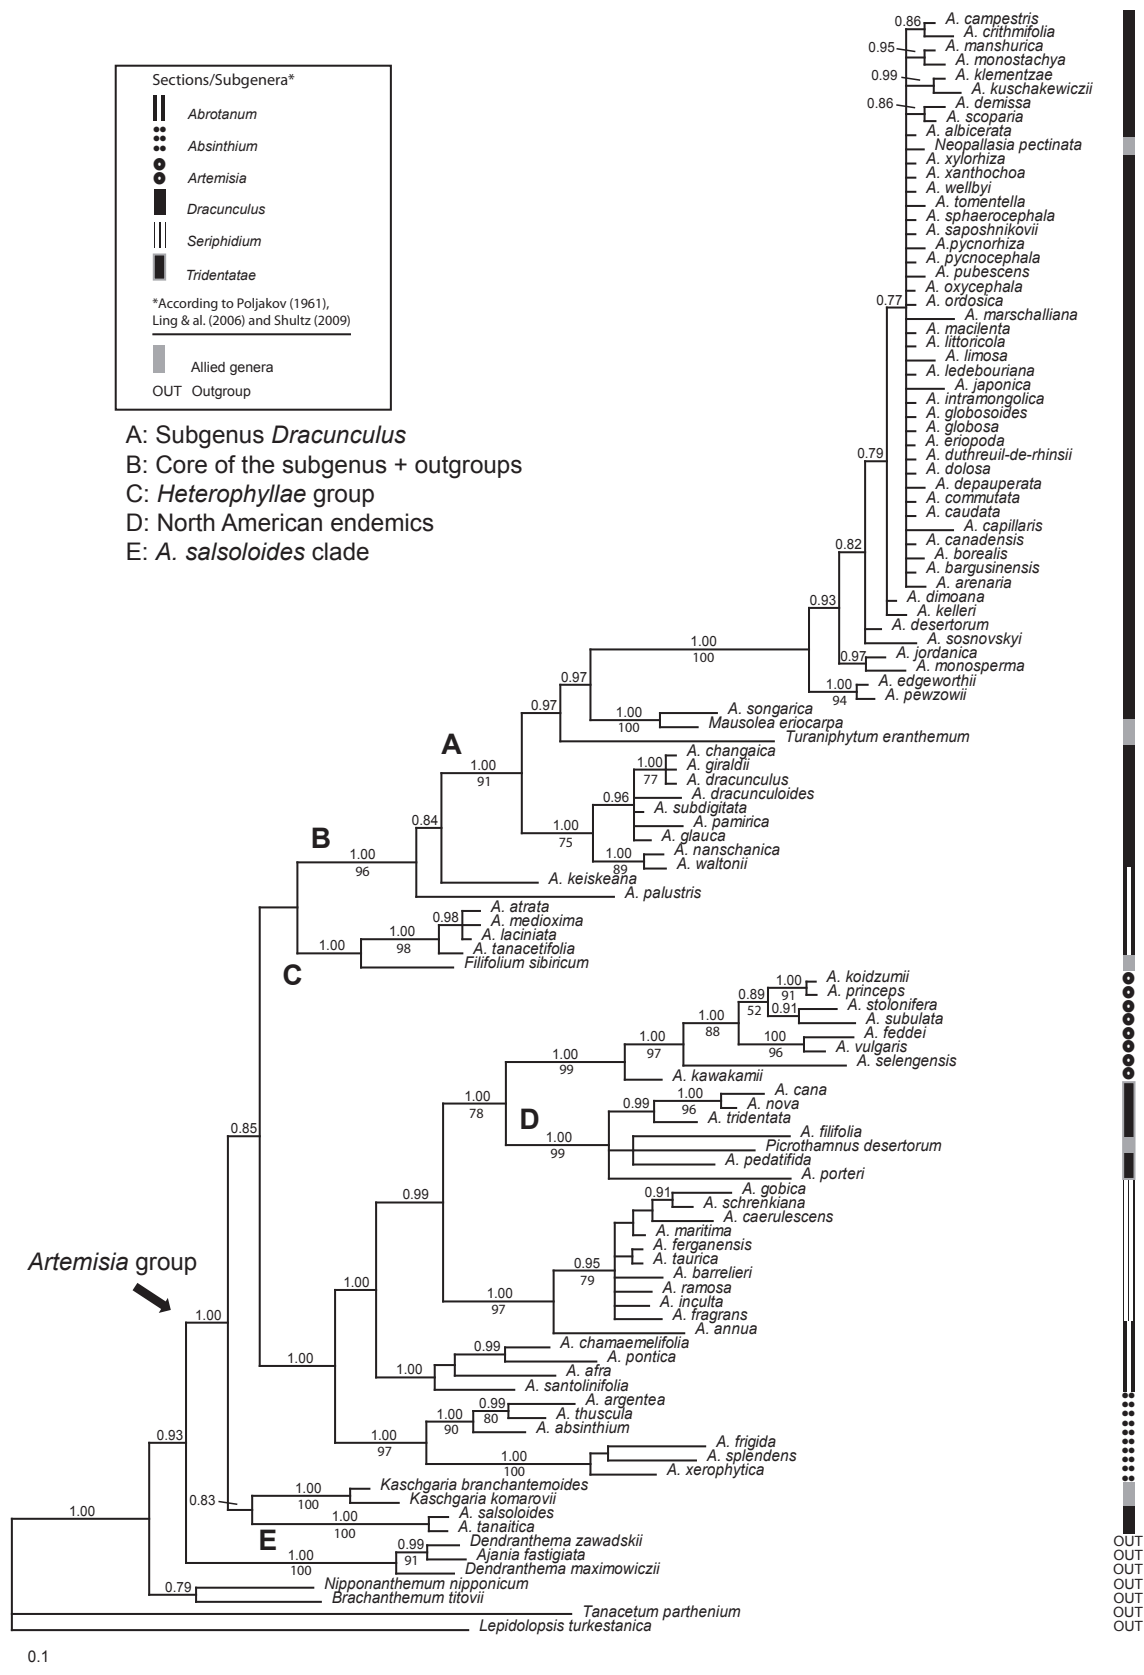 0.86
A. campestris
A. crithmifolia
0.95
A. manshurica
A. monostachya
0.99
A. klementzae
A. kuschakewiczii
0.86
A. demissa
A. scoparia
A. albicerata
Neopallasia pectinata
A. xylorhiza
A. xanthochoa
A. wellbyi
A. tomentella
A. sphaerocephala
A. saposhnikovii
A.pycnorhiza
A. pycnocephala
A. pubescens
A. oxycephala
0.77
A. ordosica
A. marschalliana
A. macilenta
A. littoricola
A. limosa
A. ledebouriana
A. japonica
A. intramongolica
A. globosoides
A. globosa
A. eriopoda
0.79
A. duthreuil-de-rhinsii
A. dolosa
A. depauperata
A. commutata
A. caudata
A. capillaris
A. canadensis
0.82
A. borealis
A. bargusinensis
A. arenaria
0.93
A. dimoana
A. kelleri
A. desertorum
A. sosnovskyi
0.97
A. jordanica
A. monosperma
1.00
100
1.00
94
A. edgeworthii
A. pewzowii
Sections/Subgenera*
Abrotanum
Absinthium
Artemisia
Dracunculus
Seriphidium
Tridentatae
*According to Poljakov (1961),
Ling & al. (2006) and Shultz (2009)
Allied genera
OUT Outgroup
A: Subgenus Dracunculus
B: Core of the subgenus + outgroups
C: Heterophyllae group
D: North American endemics
E: A. salsoloides clade
0.97
0.97
1.00
100
A. songarica
Mausolea eriocarpa
Turaniphytum eranthemum
A
1.00
91
A. changaica
1.00
77
A. giraldii
A. dracunculus
0.96
A. dracunculoides
A. subdigitata
A. pamirica
1.00
75
A. glauca
1.00
89
A. nanschanica
A. waltonii
0.84
B
1.00
96
A. keiskeana
A. palustris
A. atrata
0.98
A. medioxima
A. laciniata
1.00
1.00
98
A. tanacetifolia
Filifolium sibiricum
C
1.00
91
A. koidzumii
A. princeps
0.89
52
0.91
A. stolonifera
A. subulata
1.00
88
100
96
A. feddei
A. vulgaris
1.00
97
A. selengensis
1.00
99
A. kawakamii
1.00
78
D
0.99
1.00
96
A. cana
A. nova
A. tridentata
1.00
99
A. filifolia
Picrothamnus desertorum
A. pedatifida
A. porteri
0.85
0.99
0.91
A. gobica
A. schrenkiana
A. caerulescens
A. maritima
A. ferganensis
A. taurica
0.95
79
A. barrelieri
A. ramosa
A. inculta
A. fragrans
1.00
97
A. annua
Artemisia group
1.00
1.00
0.99
A. chamaemelifolia
A. pontica
A. afra
1.00
A. santolinifolia
1.00
0.99
80
A. argentea
A. thuscula
1.00
90
A. absinthium
1.00
97
A. frigida
A. splendens
1.00
100
A. xerophytica
0.93
0.83
1.00
100
Kaschgaria branchantemoides
Kaschgaria komarovii
1.00
100
A. salsoloides
A. tanaitica
E
1.00
0.99
91
Dendranthema zawadskii OUT
Ajania fastigiata OUT
1.00
100
Dendranthema maximowiczii OUT
0.79
Nipponanthemum nipponicum OUT
Brachanthemum titovii OUT
Tanacetum parthenium OUT
Lepidolopsis turkestanica OUT
0.1